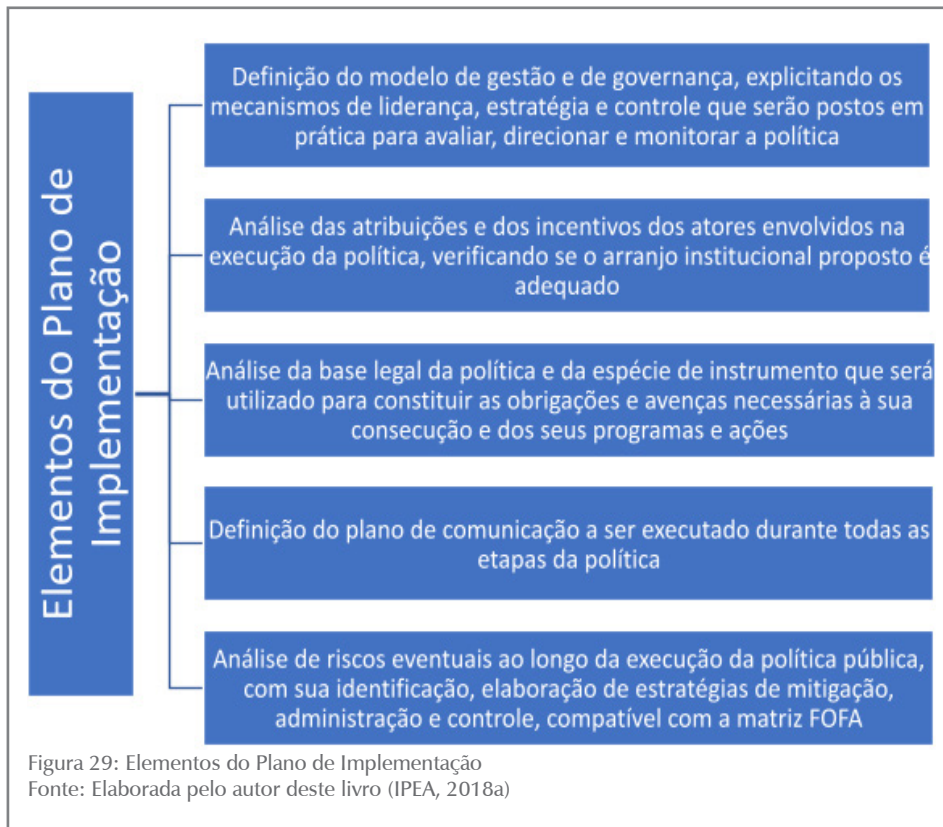 Elementos do Plano de
Implementação
Definição do modelo de gestão e de governança, explicitando os
mecanismos de liderança, estratégia e controle que serão postos em
prática para avaliar, direcionar e monitorar a política
Análise das atribuições e dos incentivos dos atores envolvidos na
execução da política, verificando se o arranjo institucional proposto é
adequado
Análise da base legal da política e da espécie de instrumento que será
utilizado para constituir as obrigações e avenças necessárias à sua
consecução e dos seus programas e ações
Definição do plano de comunicação a ser executado durante todas as
etapas da política
Análise de riscos eventuais ao longo da execução da política pública,
com sua identificação, elaboração de estratégias de mitigação,
administração e controle, compatível com a matriz FOFA
Figura 29: Elementos do Plano de Implementação
Fonte: Elaborada pelo autor deste livro (IPEA, 2018a)